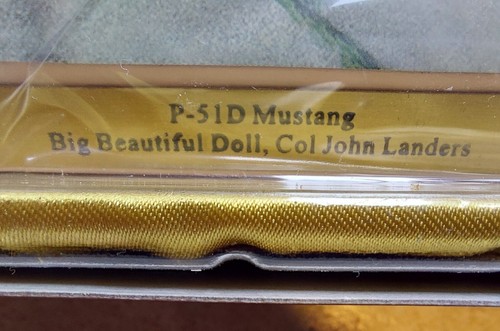 P-51D Mustang
Big Beautiful Doll, Col John Landers